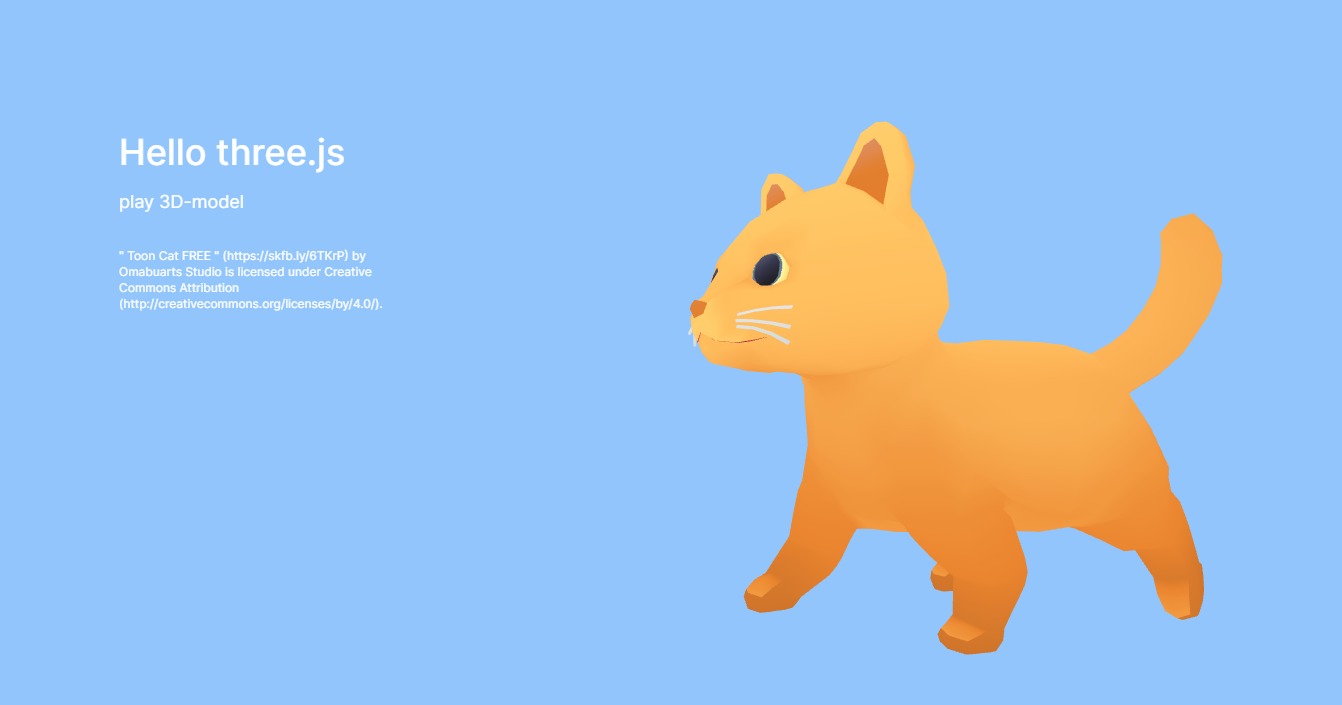 Hello three.js
play 3D-model
" Toon Cat FREE " (https://skfb.ly/6TKrP) by
Omabuarts Studio is licensed under Creative
Commons Attribution
(http://creativecommons.org/licenses/by/4.0/).